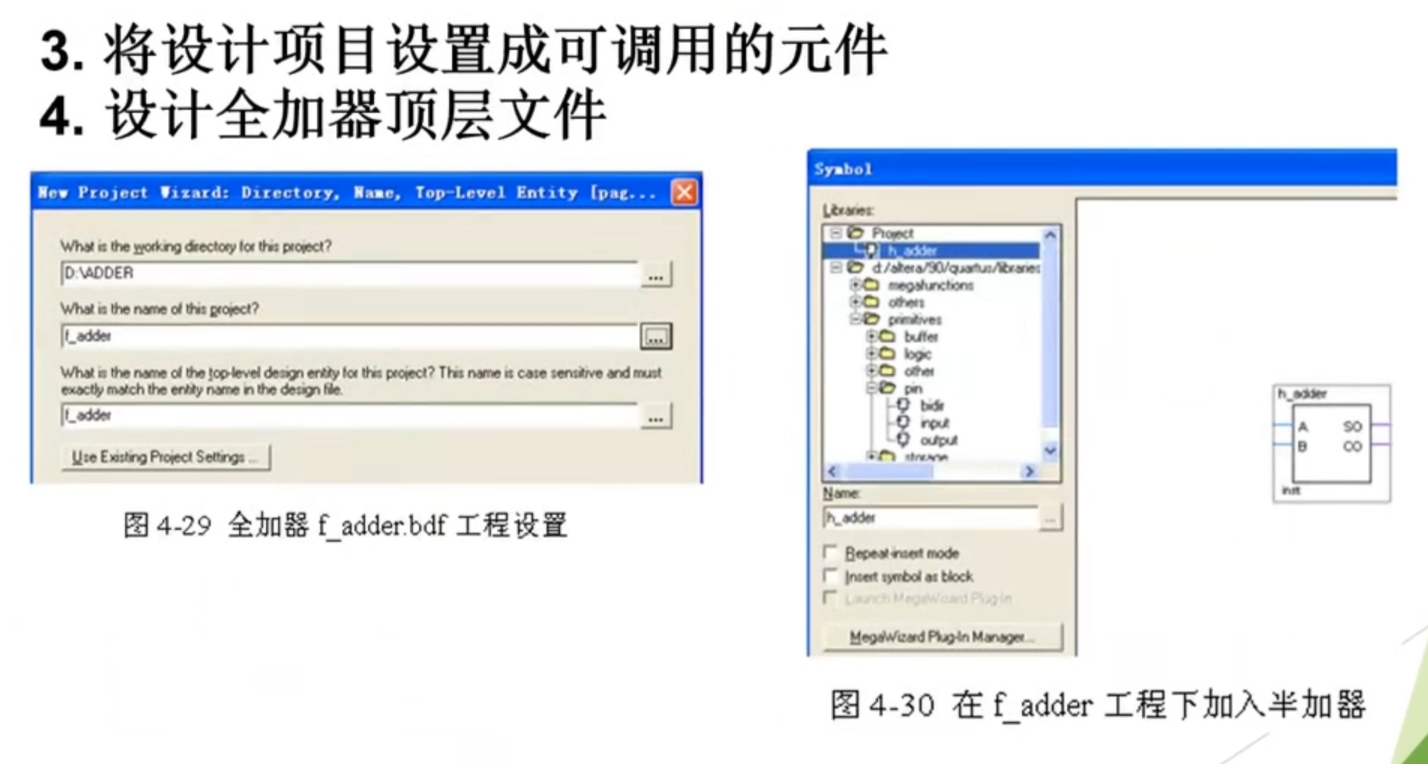 3. 将设计项目设置成可调用的元件
4. 设计全加器顶层文件
New Project Wizard: Directory, Name, Top-Level Entity [pag...
What is the working directory for this project?
D:\ADDER
...
What is the name of this project?
f_adder
...
What is the name of the top-level design entity for this project? This name is case sensitive and must
exactly match the entity name in the design file.
f_adder
...
Use Existing Project Settings ...
图 4-29 全加器 f_adder.bdf 工程设置
Symbol
Libraries:
Project
h_adder
d:/altera/90/quartus/libraries
megafunctions
others
primitives
buffer
logic
other
pin
bidir
input
output
storage
Name:
h_adder
...
Repeat-insert mode
Insert symbol as block
Launch MegaWizard Plug-In
MegaWizard Plug-In Manager...
h_adder
A SO
B CO
inst
图 4-30 在 f_adder 工程下加入半加器